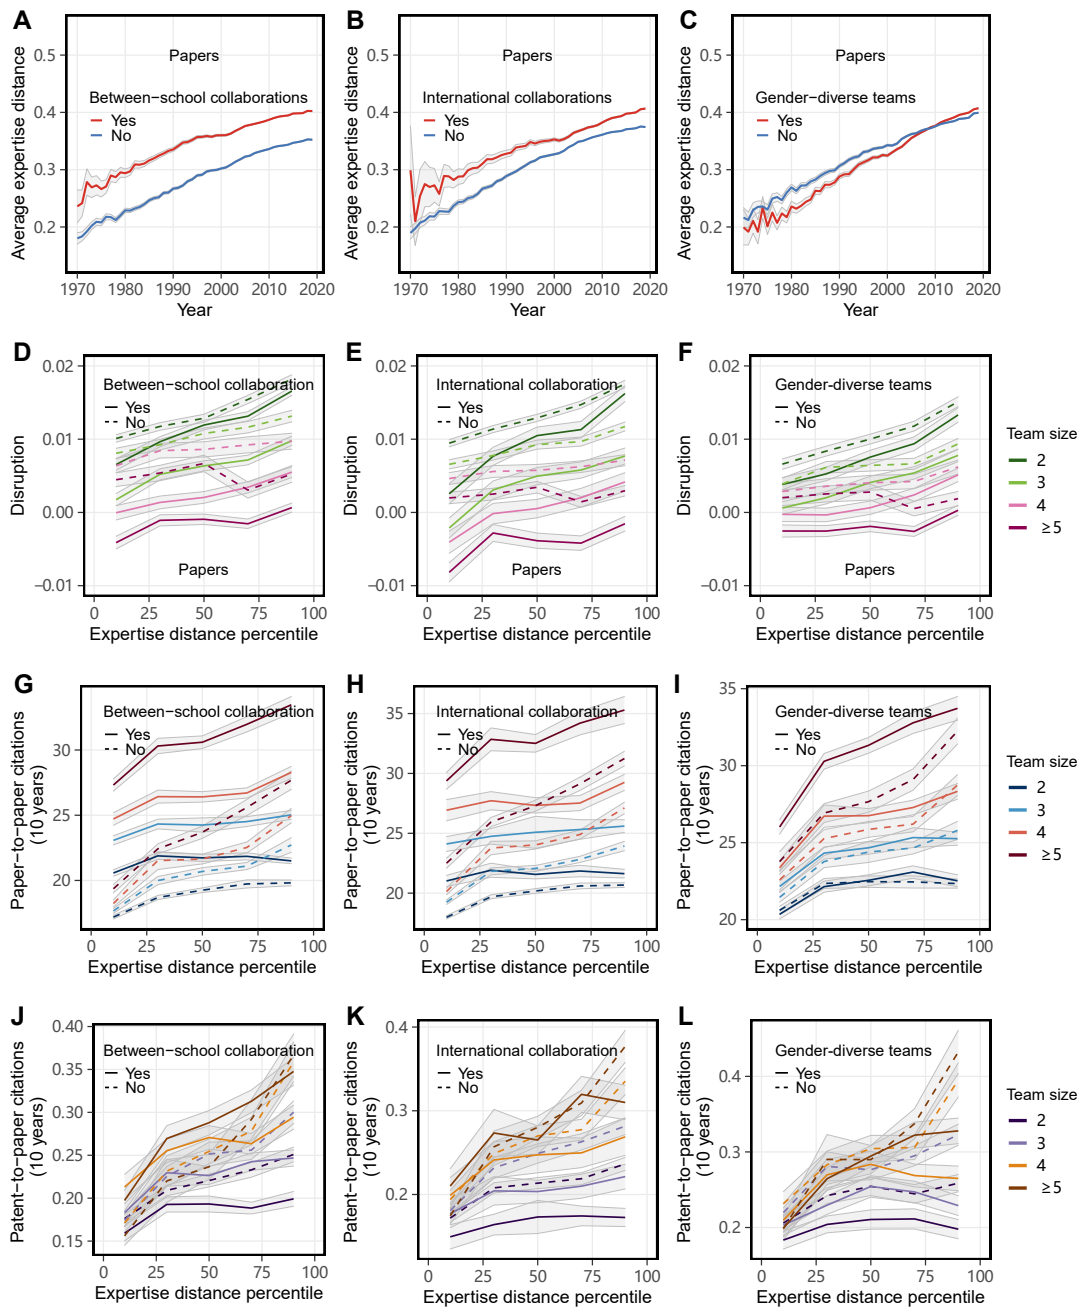 A
Average expertise distance
0.5
0.4
0.3
0.2
Papers
Between−school collaborations
Yes
No
1970 1980 1990 2000 2010 2020
Year
B
Average expertise distance
0.5
0.4
0.3
0.2
Papers
International collaborations
Yes
No
1970 1980 1990 2000 2010 2020
Year
C
Average expertise distance
0.5
0.4
0.3
0.2
Papers
Gender−diverse teams
Yes
No
1970 1980 1990 2000 2010 2020
Year
D
Disruption
0.02
0.01
0.00
−0.01
Between−school collaboration
Yes
No
Papers
0 25 50 75 100
Expertise distance percentile
E
Disruption
0.02
0.01
0.00
−0.01
International collaboration
Yes
No
Papers
0 25 50 75 100
Expertise distance percentile
F
Disruption
0.02
0.01
0.00
−0.01
Gender−diverse teams
Yes
No
Papers
0 25 50 75 100
Expertise distance percentile
Team size
2
3
4
≥5
G
Paper−to−paper citations
(10 years)
30
25
20
Between−school collaboration
Yes
No
0 25 50 75 100
Expertise distance percentile
H
Paper−to−paper citations
(10 years)
35
30
25
20
International collaboration
Yes
No
0 25 50 75 100
Expertise distance percentile
I
Paper−to−paper citations
(10 years)
35
30
25
20
Gender−diverse teams
Yes
No
0 25 50 75 100
Expertise distance percentile
Team size
2
3
4
≥5
J
Patent−to−paper citations
(10 years)
0.40
0.35
0.30
0.25
0.20
0.15
Between−school collaboration
Yes
No
0 25 50 75 100
Expertise distance percentile
K
Patent−to−paper citations
(10 years)
0.4
0.3
0.2
International collaboration
Yes
No
0 25 50 75 100
Expertise distance percentile
L
Patent−to−paper citations
(10 years)
0.4
0.3
0.2
Gender−diverse teams
Yes
No
0 25 50 75 100
Expertise distance percentile
Team size
2
3
4
≥5